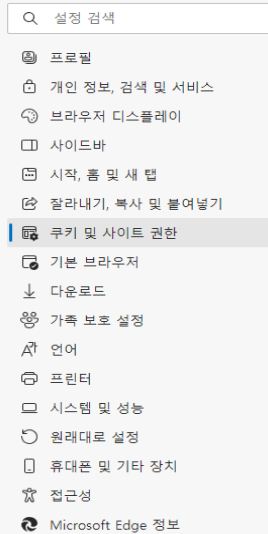 설정 검색
프로필
개인 정보, 검색 및 서비스
브라우저 디스플레이
사이드바
시작, 홈 및 새 탭
잘라내기, 복사 및 붙여넣기
쿠키 및 사이트 권한
기본 브라우저
다운로드
가족 보호 설정
언어
프린터
시스템 및 성능
원래대로 설정
휴대폰 및 기타 장치
접근성
Microsoft Edge 정보